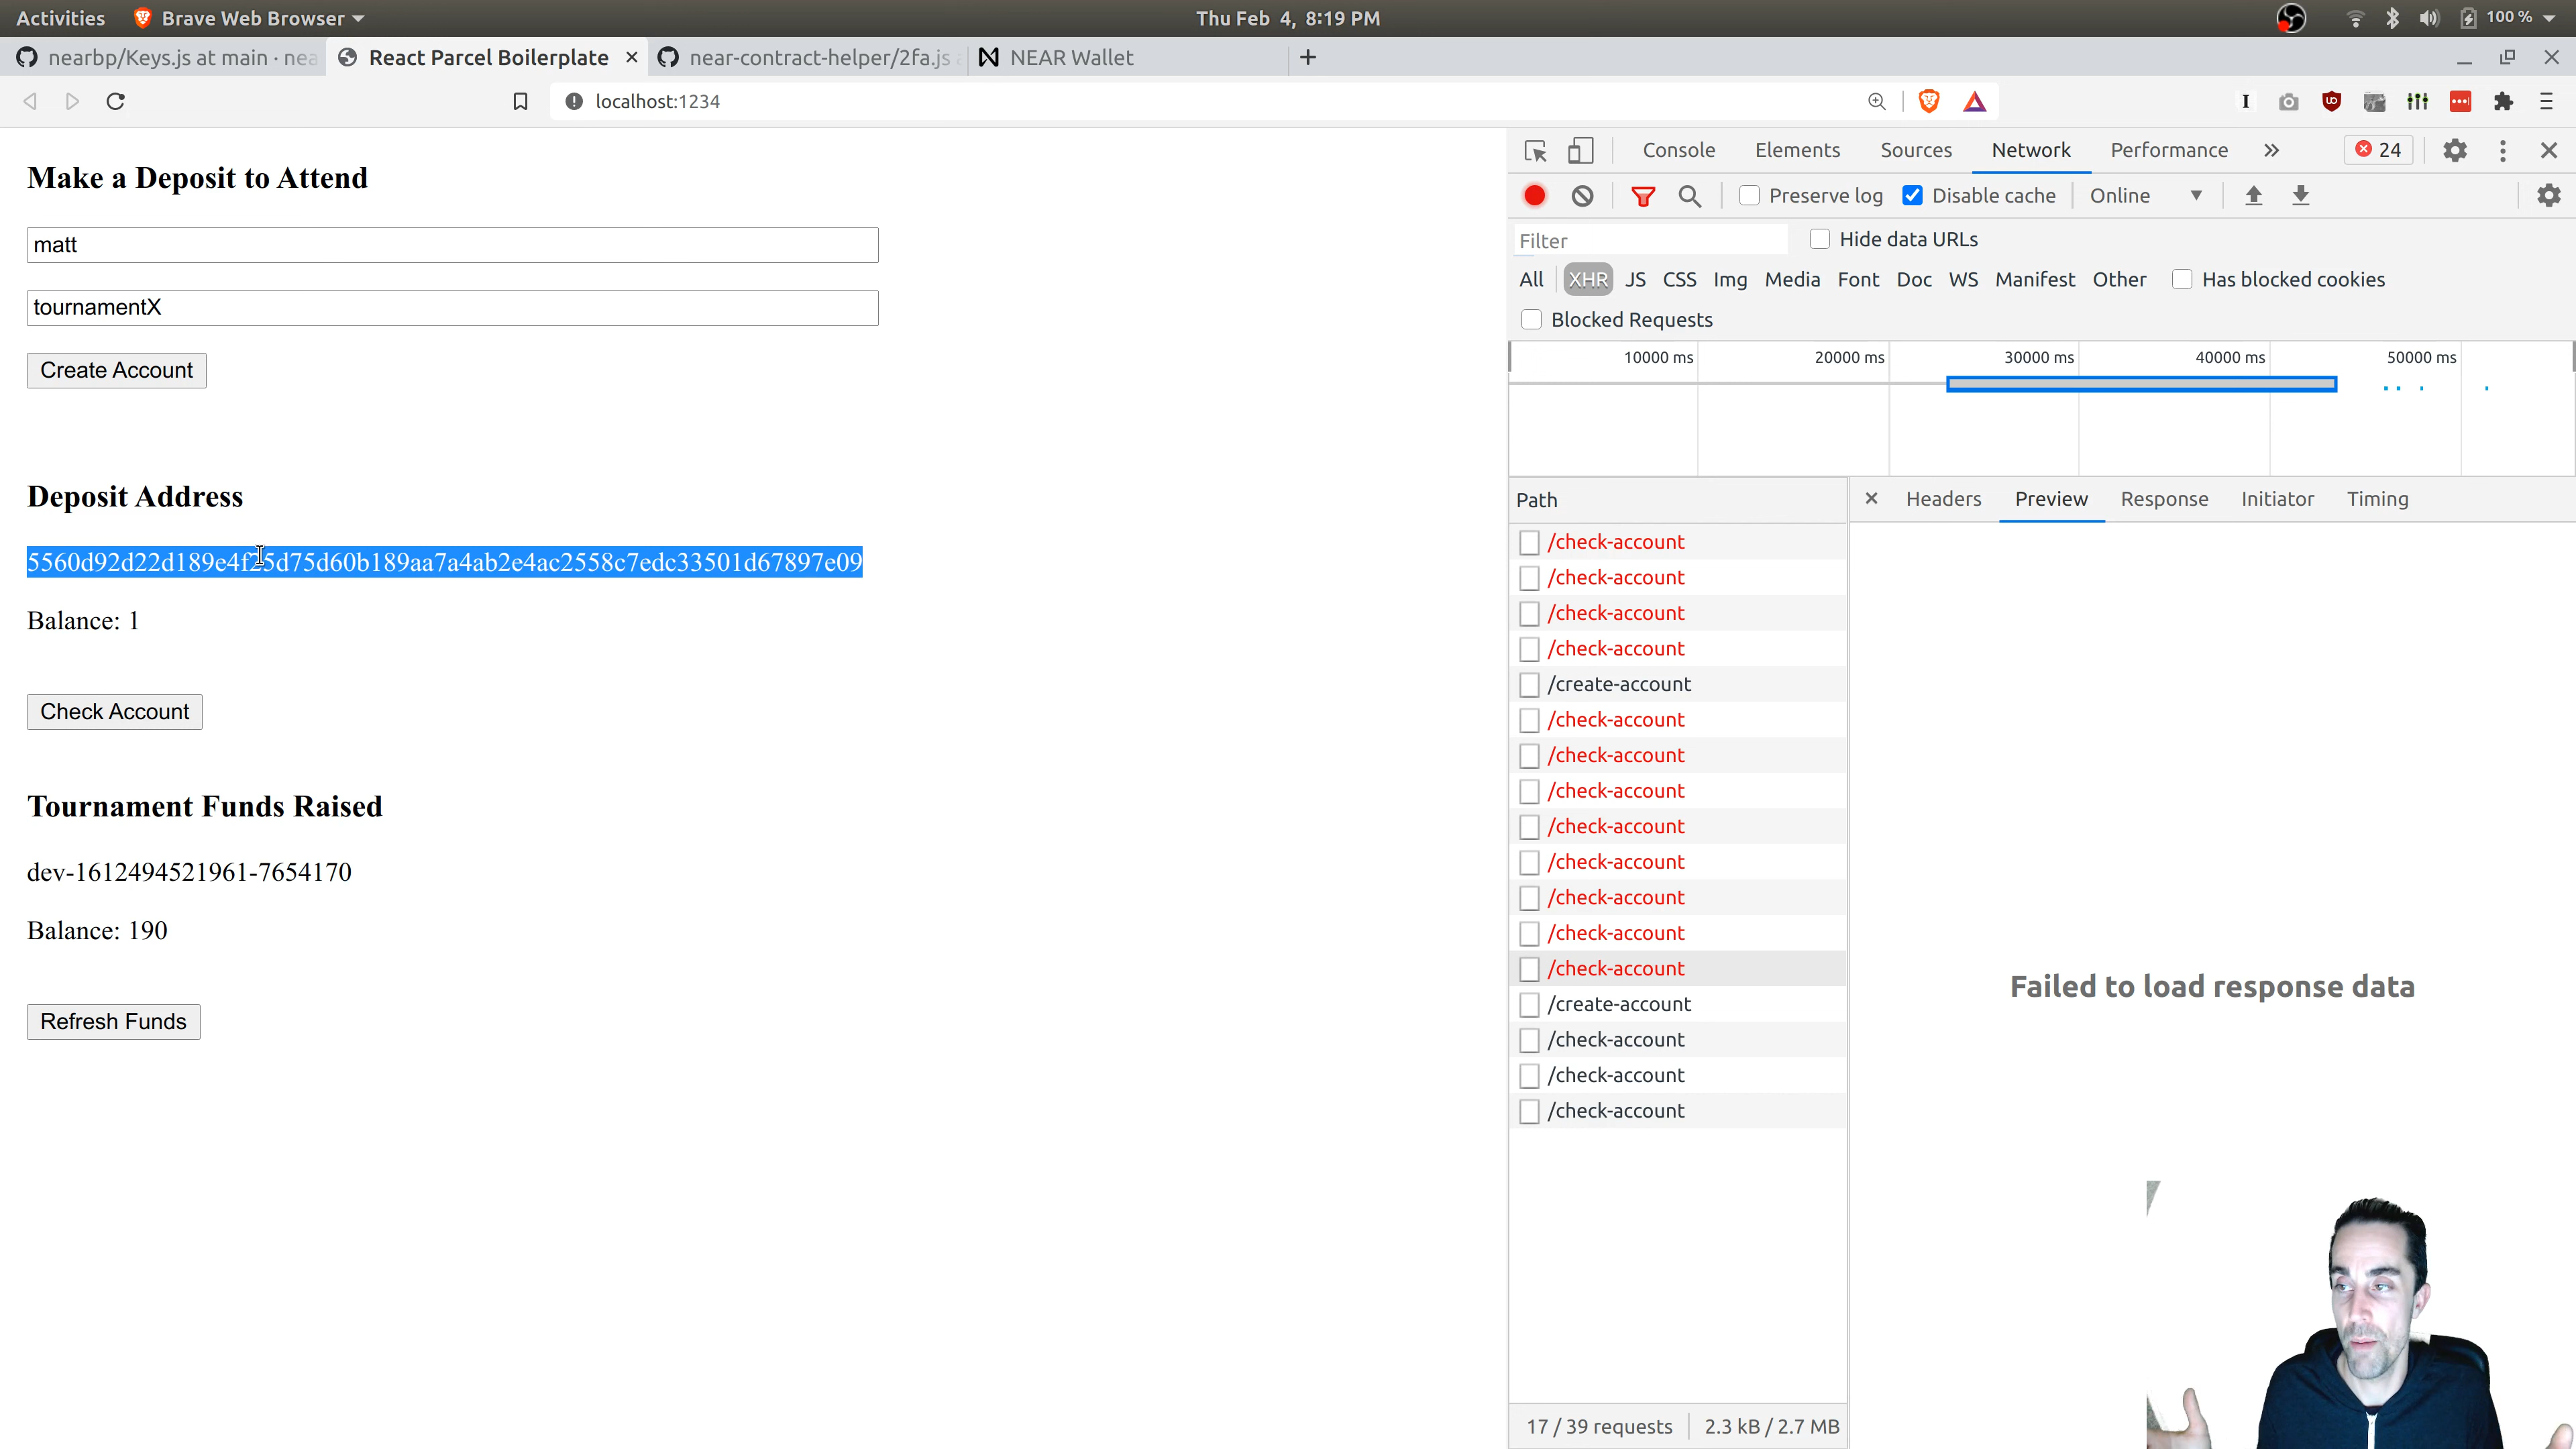 Activities Brave Web Browser Thu Feb 4, 8:19 PM 100 %
nearbp/Keys.js at main · nea React Parcel Boilerplate near-contract-helper/2fa.js NEAR Wallet
localhost:1234
Make a Deposit to Attend
matt
tournamentX
Create Account
Deposit Address
5560d92d22d189e4f25d75d60b189aa7a4ab2e4ac2558c7edc33501d67897e09
Balance: 1
Check Account
Tournament Funds Raised
dev-1612494521961-7654170
Balance: 190
Refresh Funds
Console Elements Sources Network Performance 24
Preserve log Disable cache Online
Filter Hide data URLs
All XHR JS CSS Img Media Font Doc WS Manifest Other Has blocked cookies
Blocked Requests
10000 ms 20000 ms 30000 ms 40000 ms 50000 ms
Path Headers Preview Response Initiator Timing
/check-account
/check-account
/check-account
/check-account
/create-account
/check-account
/check-account
/check-account
/check-account
/check-account
/check-account
/check-account
/check-account
/create-account
/check-account
/check-account
/check-account
Failed to load response data
17 / 39 requests 2.3 kB / 2.7 MB